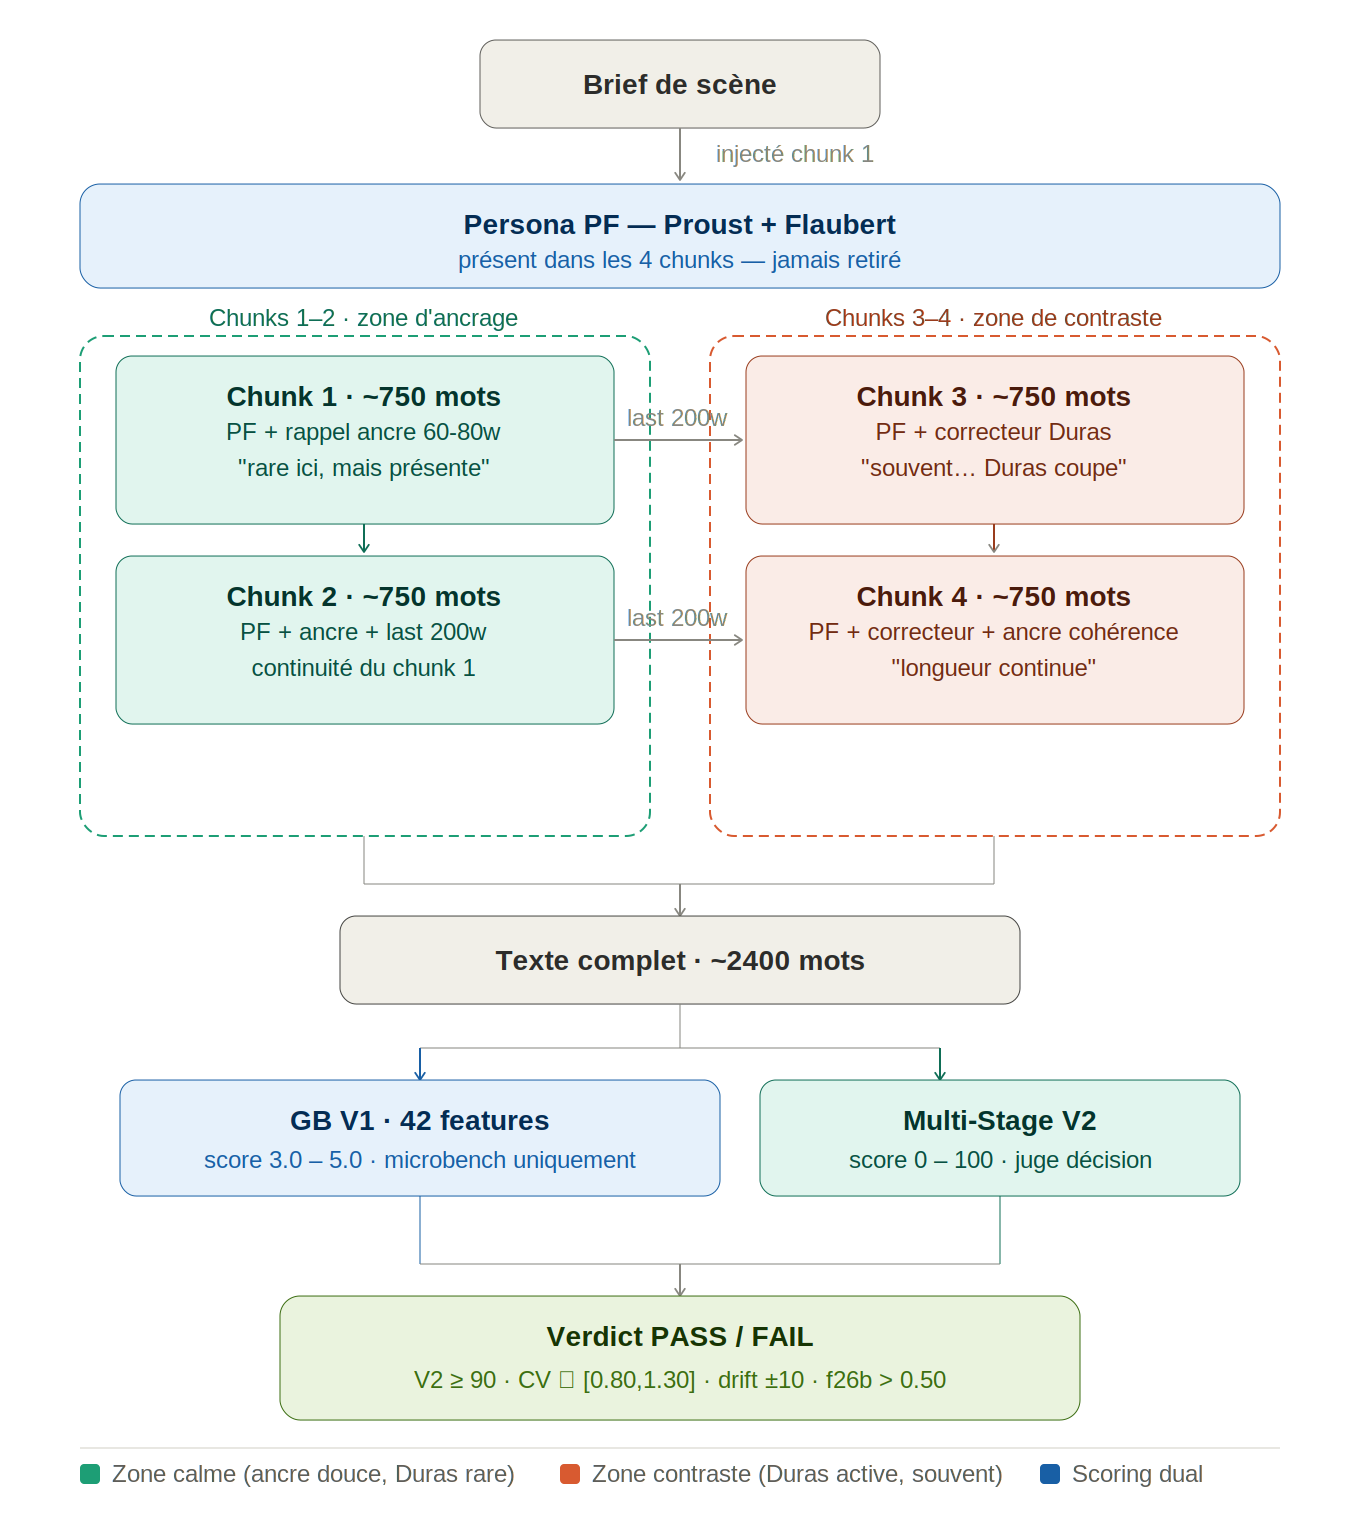 Brief de scène
injecté chunk 1
Persona PF — Proust + Flaubert
présent dans les 4 chunks — jamais retiré
Chunks 1–2 · zone d'ancrage
Chunk 1 · ~750 mots
PF + rappel ancre 60-80w
"rare ici, mais présente"
last 200w
Chunk 2 · ~750 mots
PF + ancre + last 200w
continuité du chunk 1
last 200w
Chunks 3–4 · zone de contraste
Chunk 3 · ~750 mots
PF + correcteur Duras
"souvent… Duras coupe"
Chunk 4 · ~750 mots
PF + correcteur + ancre cohérence
"longueur continue"
Texte complet · ~2400 mots
GB V1 · 42 features
score 3.0 – 5.0 · microbench uniquement
Multi-Stage V2
score 0 – 100 · juge décision
Verdict PASS / FAIL
V2 ≥ 90 · CV □ [0.80,1.30] · drift ±10 · f26b > 0.50
Zone calme (ancre douce, Duras rare)
Zone contraste (Duras active, souvent)
Scoring dual